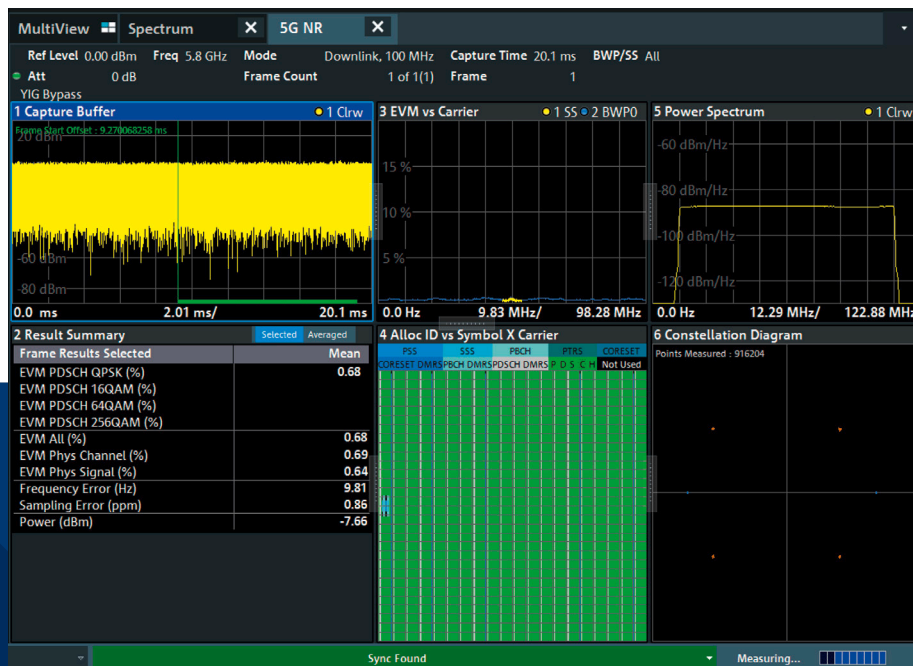 MultiView Spectrum X 5G NR X
Ref Level 0.00 dBm Freq 5.8 GHz Mode Downlink, 100 MHz Capture Time 20.1 ms BWP/SS All
Att 0 dB Frame Count 1 of 1(1) Frame 1
YIG Bypass
1 Capture Buffer 1 Clrw
Frame Start Offset : 9.270068258 ms
20 dBm
-60 dBm
-80 dBm
0.0 ms 2.01 ms/ 20.1 ms
3 EVM vs Carrier 1 SS 2 BWP0
15 %
10 %
5 %
0.0 Hz 9.83 MHz/ 98.28 MHz
5 Power Spectrum 1 Clrw
-60 dBm/Hz
-80 dBm/Hz
-100 dBm/Hz
-120 dBm/Hz
0.0 Hz 12.29 MHz/ 122.88 MHz
2 Result Summary Selected Averaged
Frame Results Selected Mean
EVM PDSCH QPSK (%) 0.68
EVM PDSCH 16QAM (%)
EVM PDSCH 64QAM (%)
EVM PDSCH 256QAM (%)
EVM All (%) 0.68
EVM Phys Channel (%) 0.69
EVM Phys Signal (%) 0.64
Frequency Error (Hz) 9.81
Sampling Error (ppm) 0.86
Power (dBm) -7.66
4 Alloc ID vs Symbol X Carrier
PSS SSS PBCH PTRS CORESET
CORESET DMRS PBCH DMRS PDSCH DMRS P D S C H Not Used
6 Constellation Diagram
Points Measured : 916204
Sync Found Measuring...